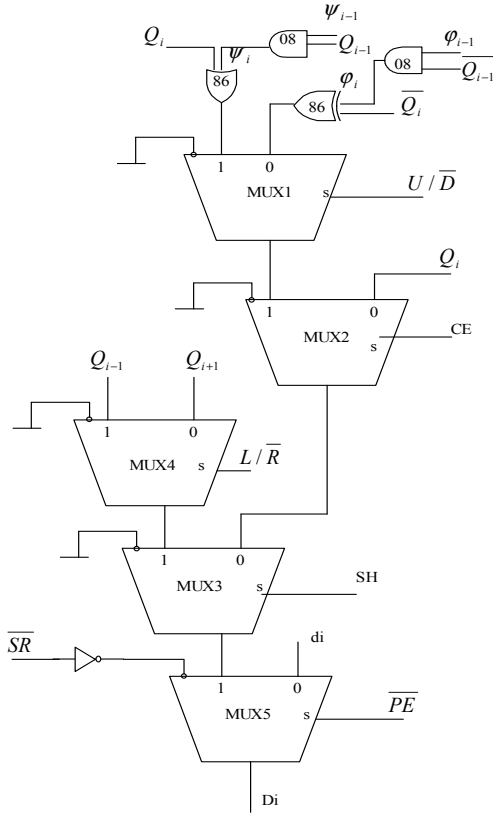 ψᵢ₋₁
Qᵢ 08 Qᵢ₋₁
ψᵢ φᵢ₋₁
86 08 Q̅ᵢ₋₁
φᵢ
86 Q̅ᵢ
1 0
MUX1 s U / D̅
Qᵢ
1 0
MUX2 s CE
Qᵢ₋₁ Qᵢ₊₁
1 0
MUX4 s L / R̅
1 0
MUX3 s SH
S̅R̅ di
1 0
MUX5 s P̅E̅
Di